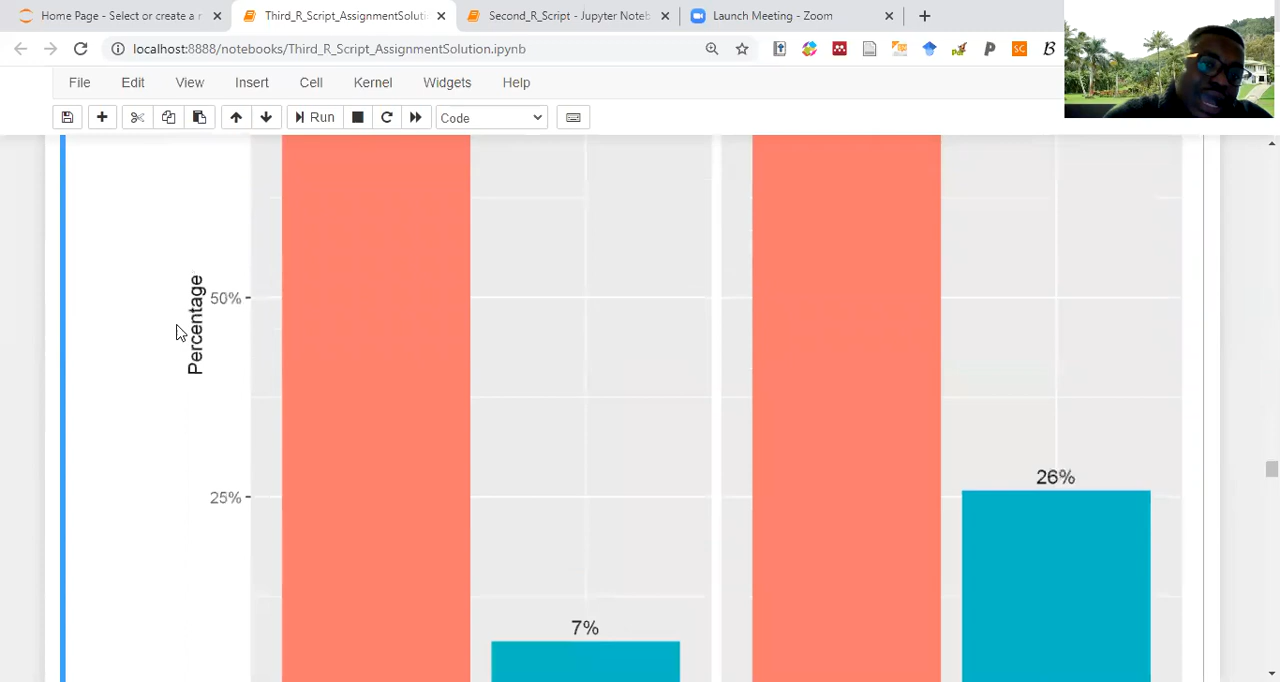 Home Page - Select or create a r
Third_R_Script_AssignmentSoluti
Second_R_Script - Jupyter Noteb
Launch Meeting - Zoom
localhost:8888/notebooks/Third_R_Script_AssignmentSolution.ipynb
SC
File Edit View Insert Cell Kernel Widgets Help
Run
Code
Percentage
50%
25%
26%
7%